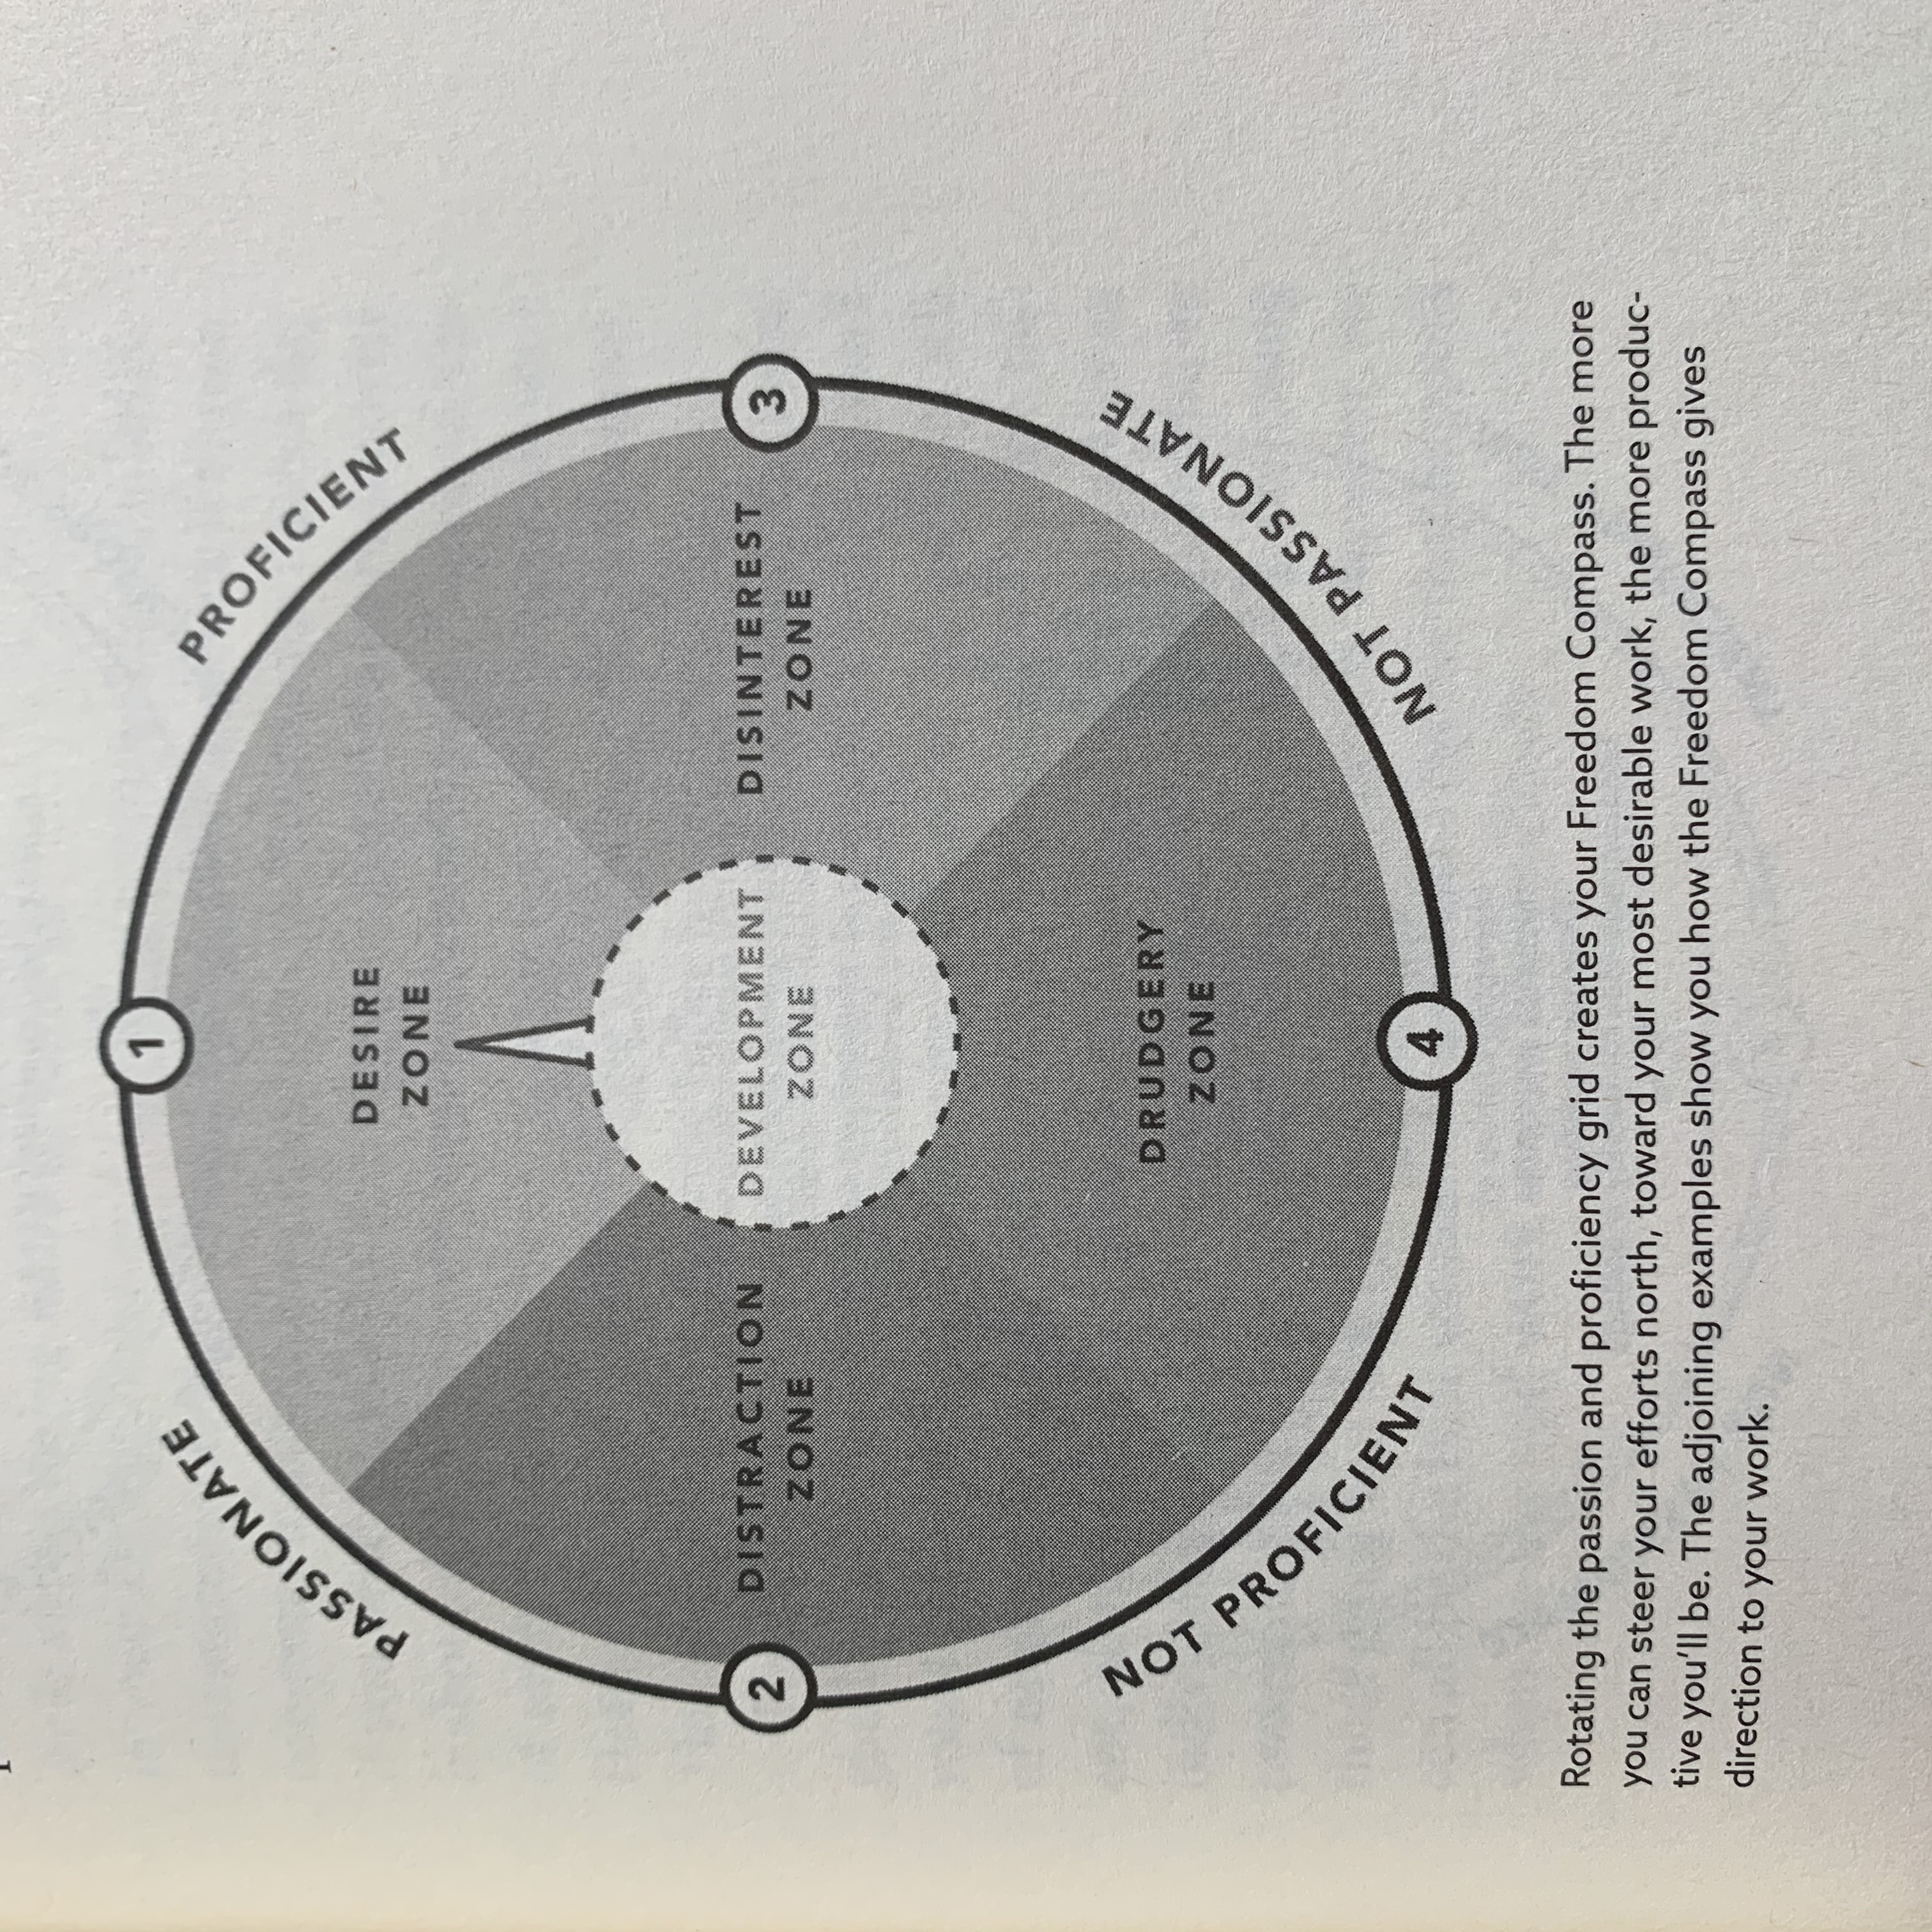 1
PASSIONATE
PROFICIENT
DESIRE
ZONE
2
DISTRACTION
ZONE
DEVELOPMENT
ZONE
DISINTEREST
ZONE
3
DRUDGERY
ZONE
NOT PROFICIENT
NOT PASSIONATE
4
Rotating the passion and proficiency grid creates your Freedom Compass. The more
you can steer your efforts north, toward your most desirable work, the more produc-
tive you'll be. The adjoining examples show you how the Freedom Compass gives
direction to your work.